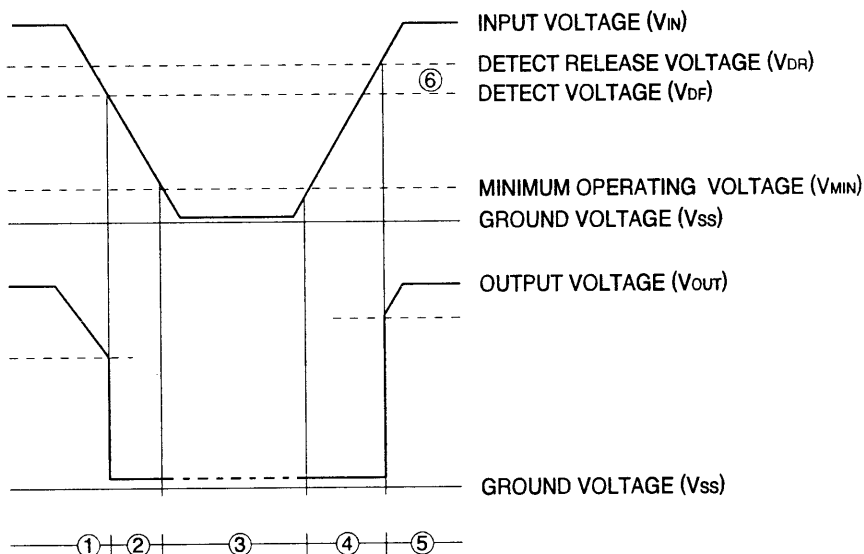 INPUT VOLTAGE (VIN)
DETECT RELEASE VOLTAGE (VDR)
⑥
DETECT VOLTAGE (VDF)
MINIMUM OPERATING VOLTAGE (VMIN)
GROUND VOLTAGE (VSS)
OUTPUT VOLTAGE (VOUT)
GROUND VOLTAGE (VSS)
① ② ③ ④ ⑤